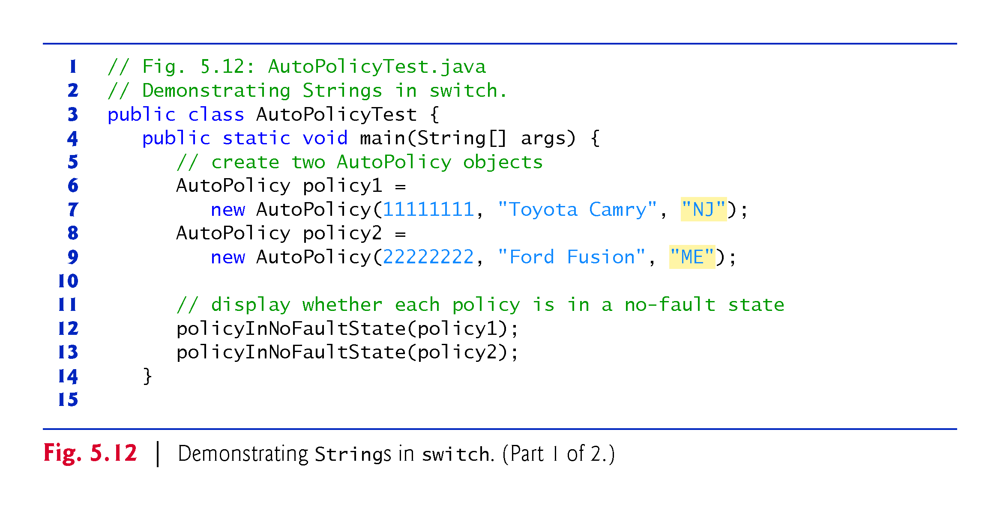 1 // Fig. 5.12: AutoPolicyTest.java
2 // Demonstrating Strings in switch.
3 public class AutoPolicyTest {
4    public static void main(String[] args) {
5       // create two AutoPolicy objects
6       AutoPolicy policy1 =
7          new AutoPolicy(11111111, "Toyota Camry", "NJ");
8       AutoPolicy policy2 =
9          new AutoPolicy(22222222, "Ford Fusion", "ME");
10
11       // display whether each policy is in a no-fault state
12       policyInNoFaultState(policy1);
13       policyInNoFaultState(policy2);
14    }
15
Fig. 5.12 | Demonstrating Strings in switch. (Part 1 of 2.)